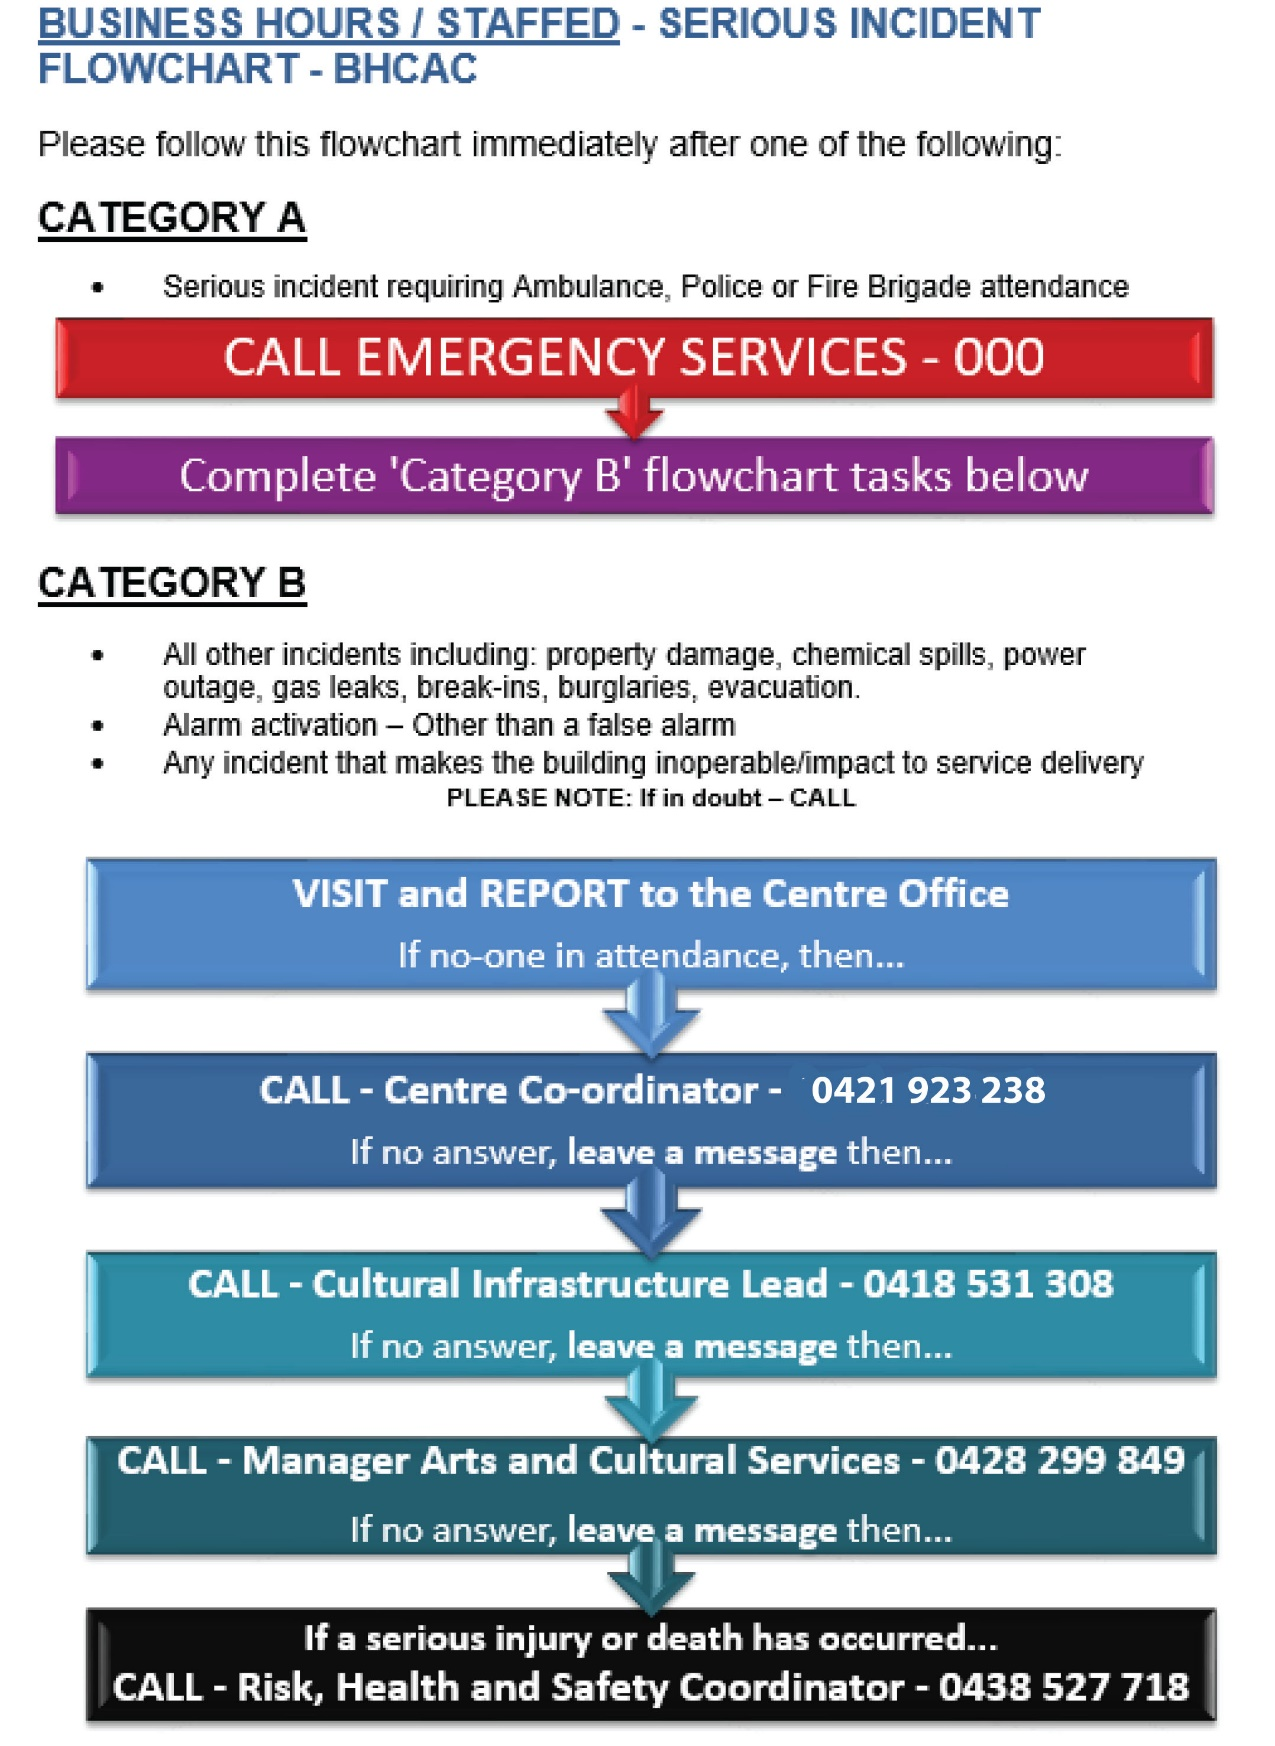 BUSINESS HOURS / STAFFED - SERIOUS INCIDENT
FLOWCHART - BHCAC
Please follow this flowchart immediately after one of the following:
CATEGORY A
• Serious incident requiring Ambulance, Police or Fire Brigade attendance
CALL EMERGENCY SERVICES - 000
Complete 'Category B' flowchart tasks below
CATEGORY B
• All other incidents including: property damage, chemical spills, power
outage, gas leaks, break-ins, burglaries, evacuation.
• Alarm activation – Other than a false alarm
• Any incident that makes the building inoperable/impact to service delivery
PLEASE NOTE: If in doubt – CALL
VISIT and REPORT to the Centre Office
If no-one in attendance, then...
CALL - Centre Co-ordinator - 0421 923 238
If no answer, leave a message then...
CALL - Cultural Infrastructure Lead - 0418 531 308
If no answer, leave a message then...
CALL - Manager Arts and Cultural Services - 0428 299 849
If no answer, leave a message then...
If a serious injury or death has occurred...
CALL - Risk, Health and Safety Coordinator - 0438 527 718